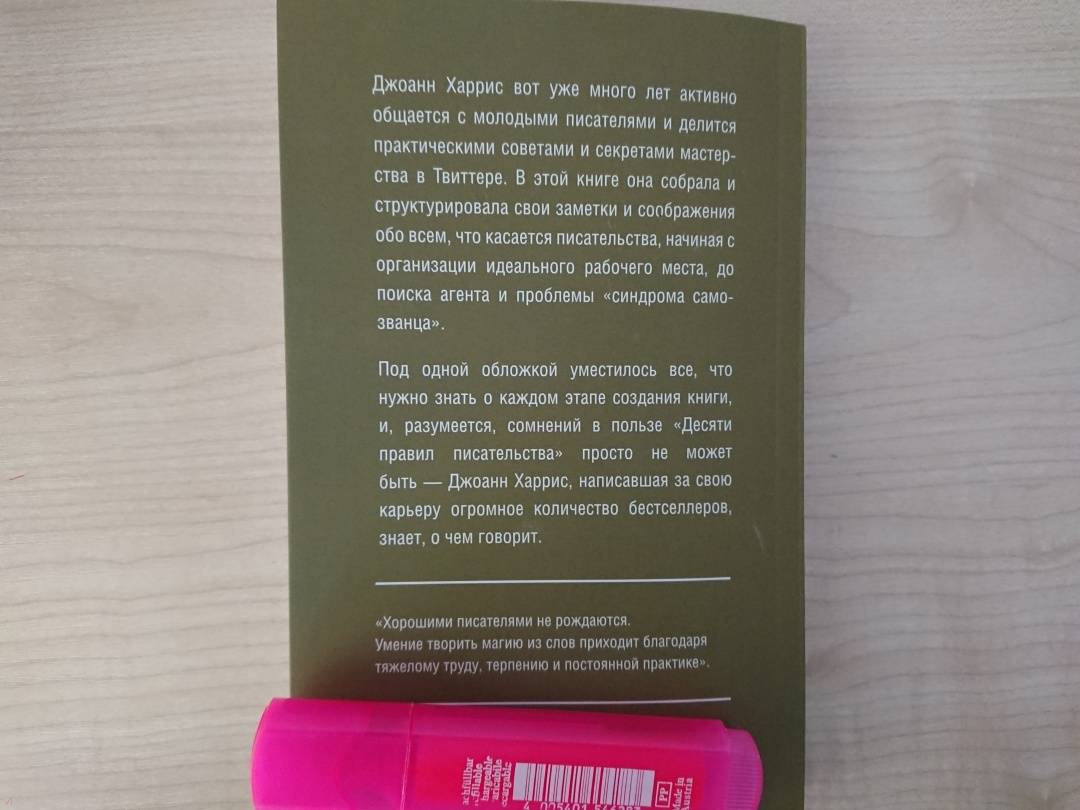 Джоанн Харрис вот уже много лет активно
общается с молодыми писателями и делится
практическими советами и секретами мастер-
ства в Твиттере. В этой книге она собрала и
структурировала свои заметки и соображения
обо всем, что касается писательства, начиная с
организации идеального рабочего места, до
поиска агента и проблемы «синдрома само-
званца».
Под одной обложкой уместилось все, что
нужно знать о каждом этапе создания книги,
и, разумеется, сомнений в пользе «Десяти
правил писательства» просто не может
быть — Джоанн Харрис, написавшая за свою
карьеру огромное количество бестселлеров,
знает, о чем говорит.
«Хорошими писателями не рождаются.
Умение творить магию из слов приходит благодаря
тяжелому труду, терпению и постоянной практике».
PP
Made in
Austria